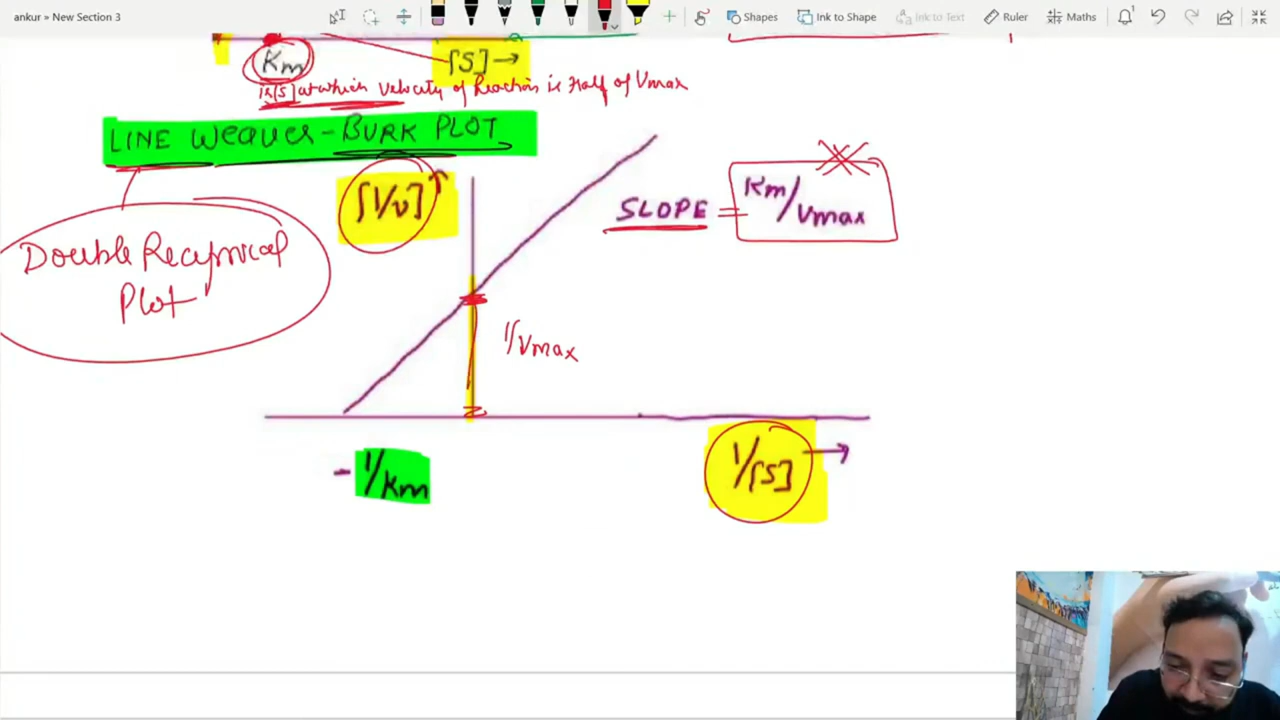 ankur » New Section 3
Shapes
Ink to Shape
Ink to Text
Ruler
Maths
Km
[S] →
is [S] at which velocity of Reaction is Half of Vmax
LINE WEAVER-BURK PLOT
[1/v] ↑
SLOPE = Km/Vmax
Double Reciprical
Plot
1/Vmax
- 1/Km
1/[S] →